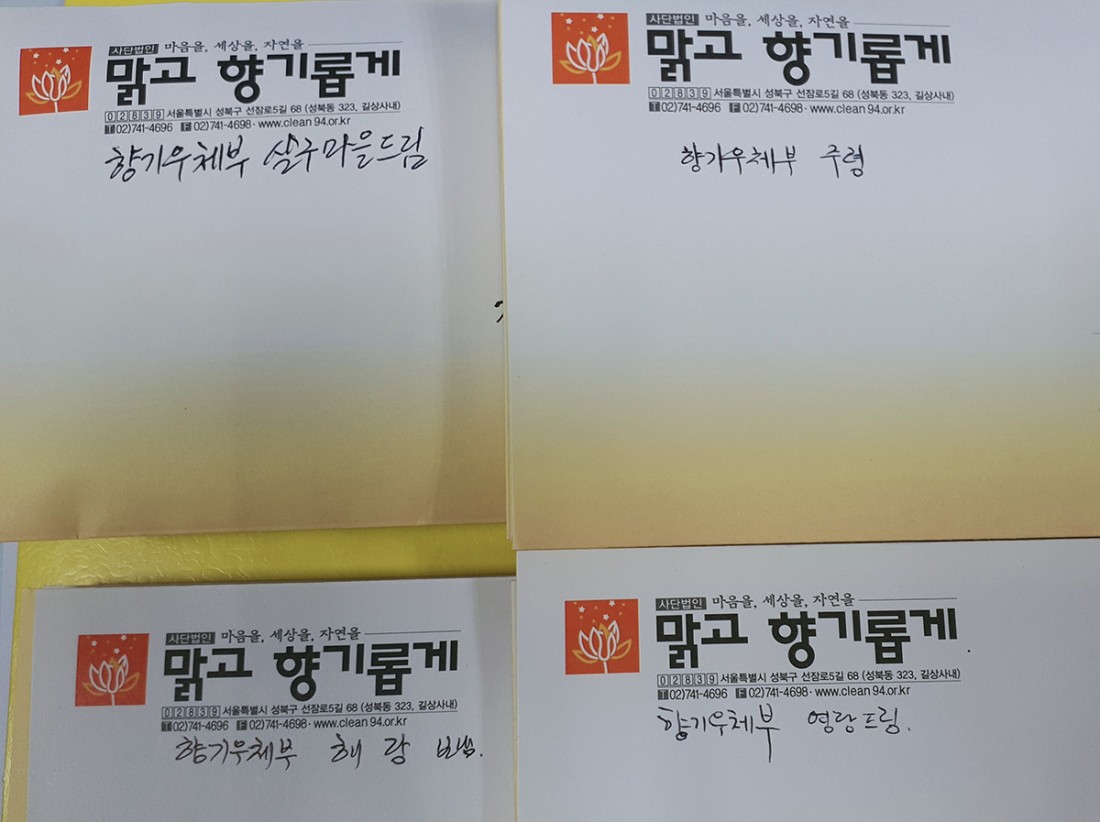 사단법인 마음을, 세상을, 자연을
맑고 향기롭게
02839 서울특별시 성북구 선잠로5길 68 (성북동 323, 길상사내)
T 02)741-4696 F 02)741-4698 · www.clean94.or.kr
향기우체부 살구마을드림
사단법인 마음을, 세상을, 자연을
맑고 향기롭게
02839 서울특별시 성북구 선잠로5길 68 (성북동 323, 길상사내)
T 02)741-4696 F 02)741-4698 · www.clean94.or.kr
향기우체부 주령
사단법인 마음을, 세상을, 자연을
맑고 향기롭게
02839 서울특별시 성북구 선잠로5길 68 (성북동 323, 길상사내)
T 02)741-4696 F 02)741-4698 · www.clean94.or.kr
향기우체부 해 랑
사단법인 마음을, 세상을, 자연을
맑고 향기롭게
02839 서울특별시 성북구 선잠로5길 68 (성북동 323, 길상사내)
T 02)741-4696 F 02)741-4698 · www.clean94.or.kr
향기우체부 영랑드림.